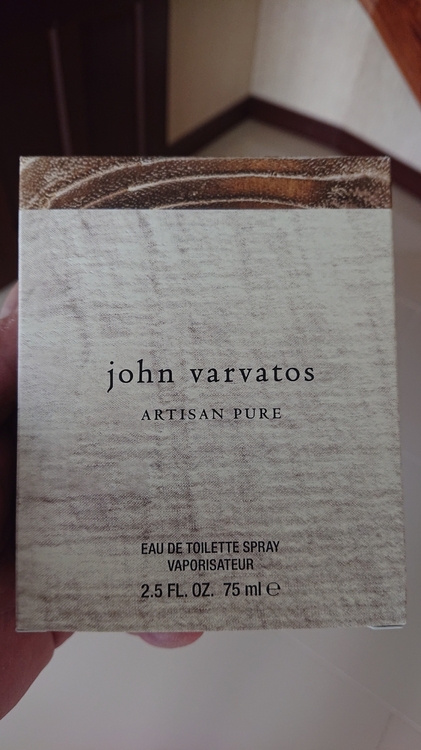 john varvatos
ARTISAN PURE
EAU DE TOILETTE SPRAY
VAPORISATEUR
2.5 FL. OZ. 75 ml ℮